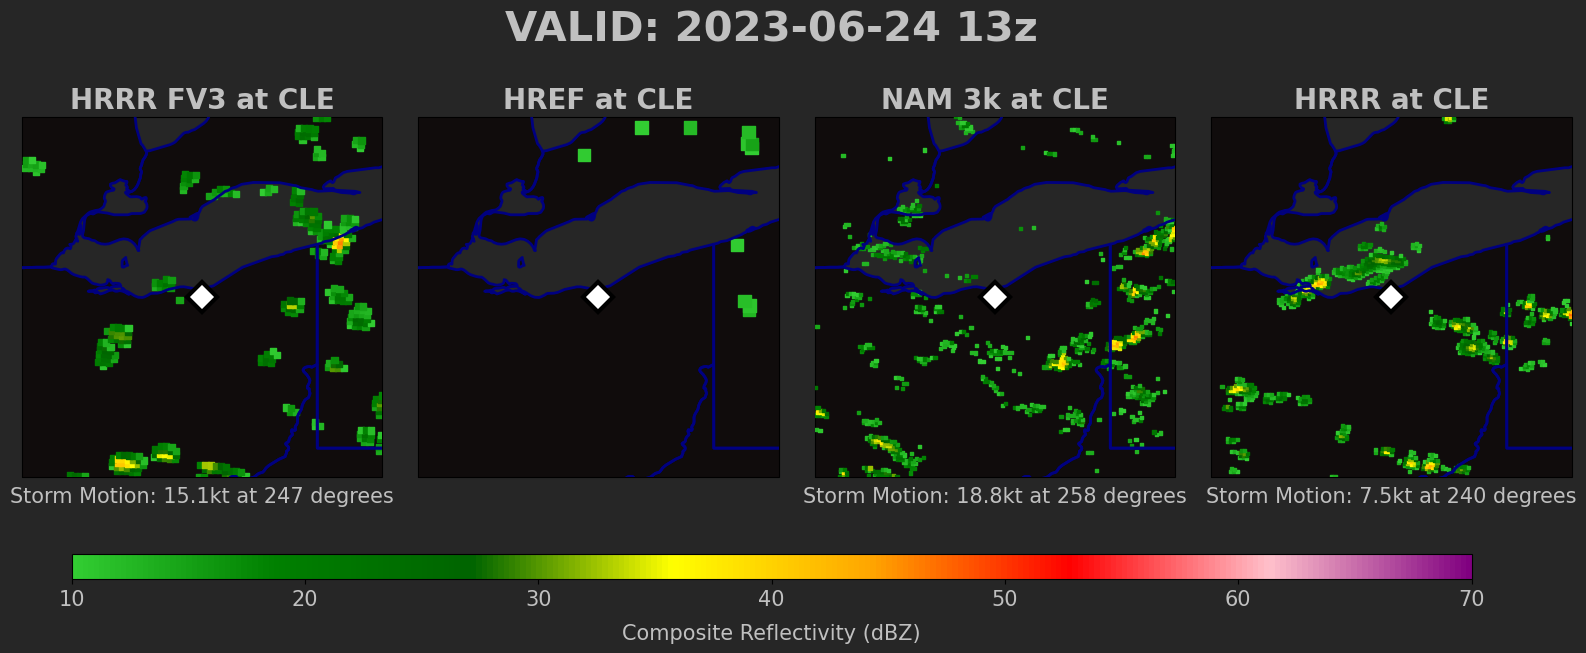 VALID: 2023-06-24 13z
HRRR FV3 at CLE
HREF at CLE
NAM 3k at CLE
HRRR at CLE
Storm Motion: 15.1kt at 247 degrees
Storm Motion: 18.8kt at 258 degrees
Storm Motion: 7.5kt at 240 degrees
10 20 30 40 50 60 70
Composite Reflectivity (dBZ)